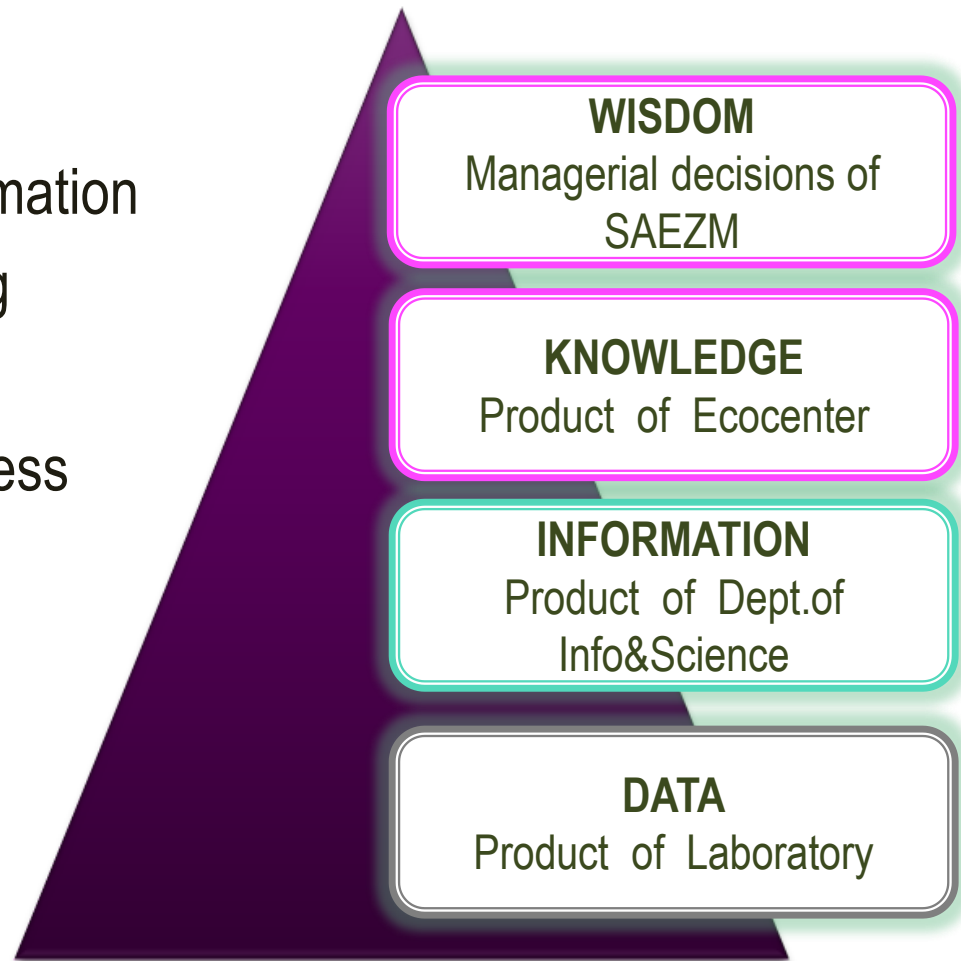 mation
g
ess
WISDOM
Managerial decisions of
SAEZM
KNOWLEDGE
Product of Ecocenter
INFORMATION
Product of Dept.of
Info&Science
DATA
Product of Laboratory